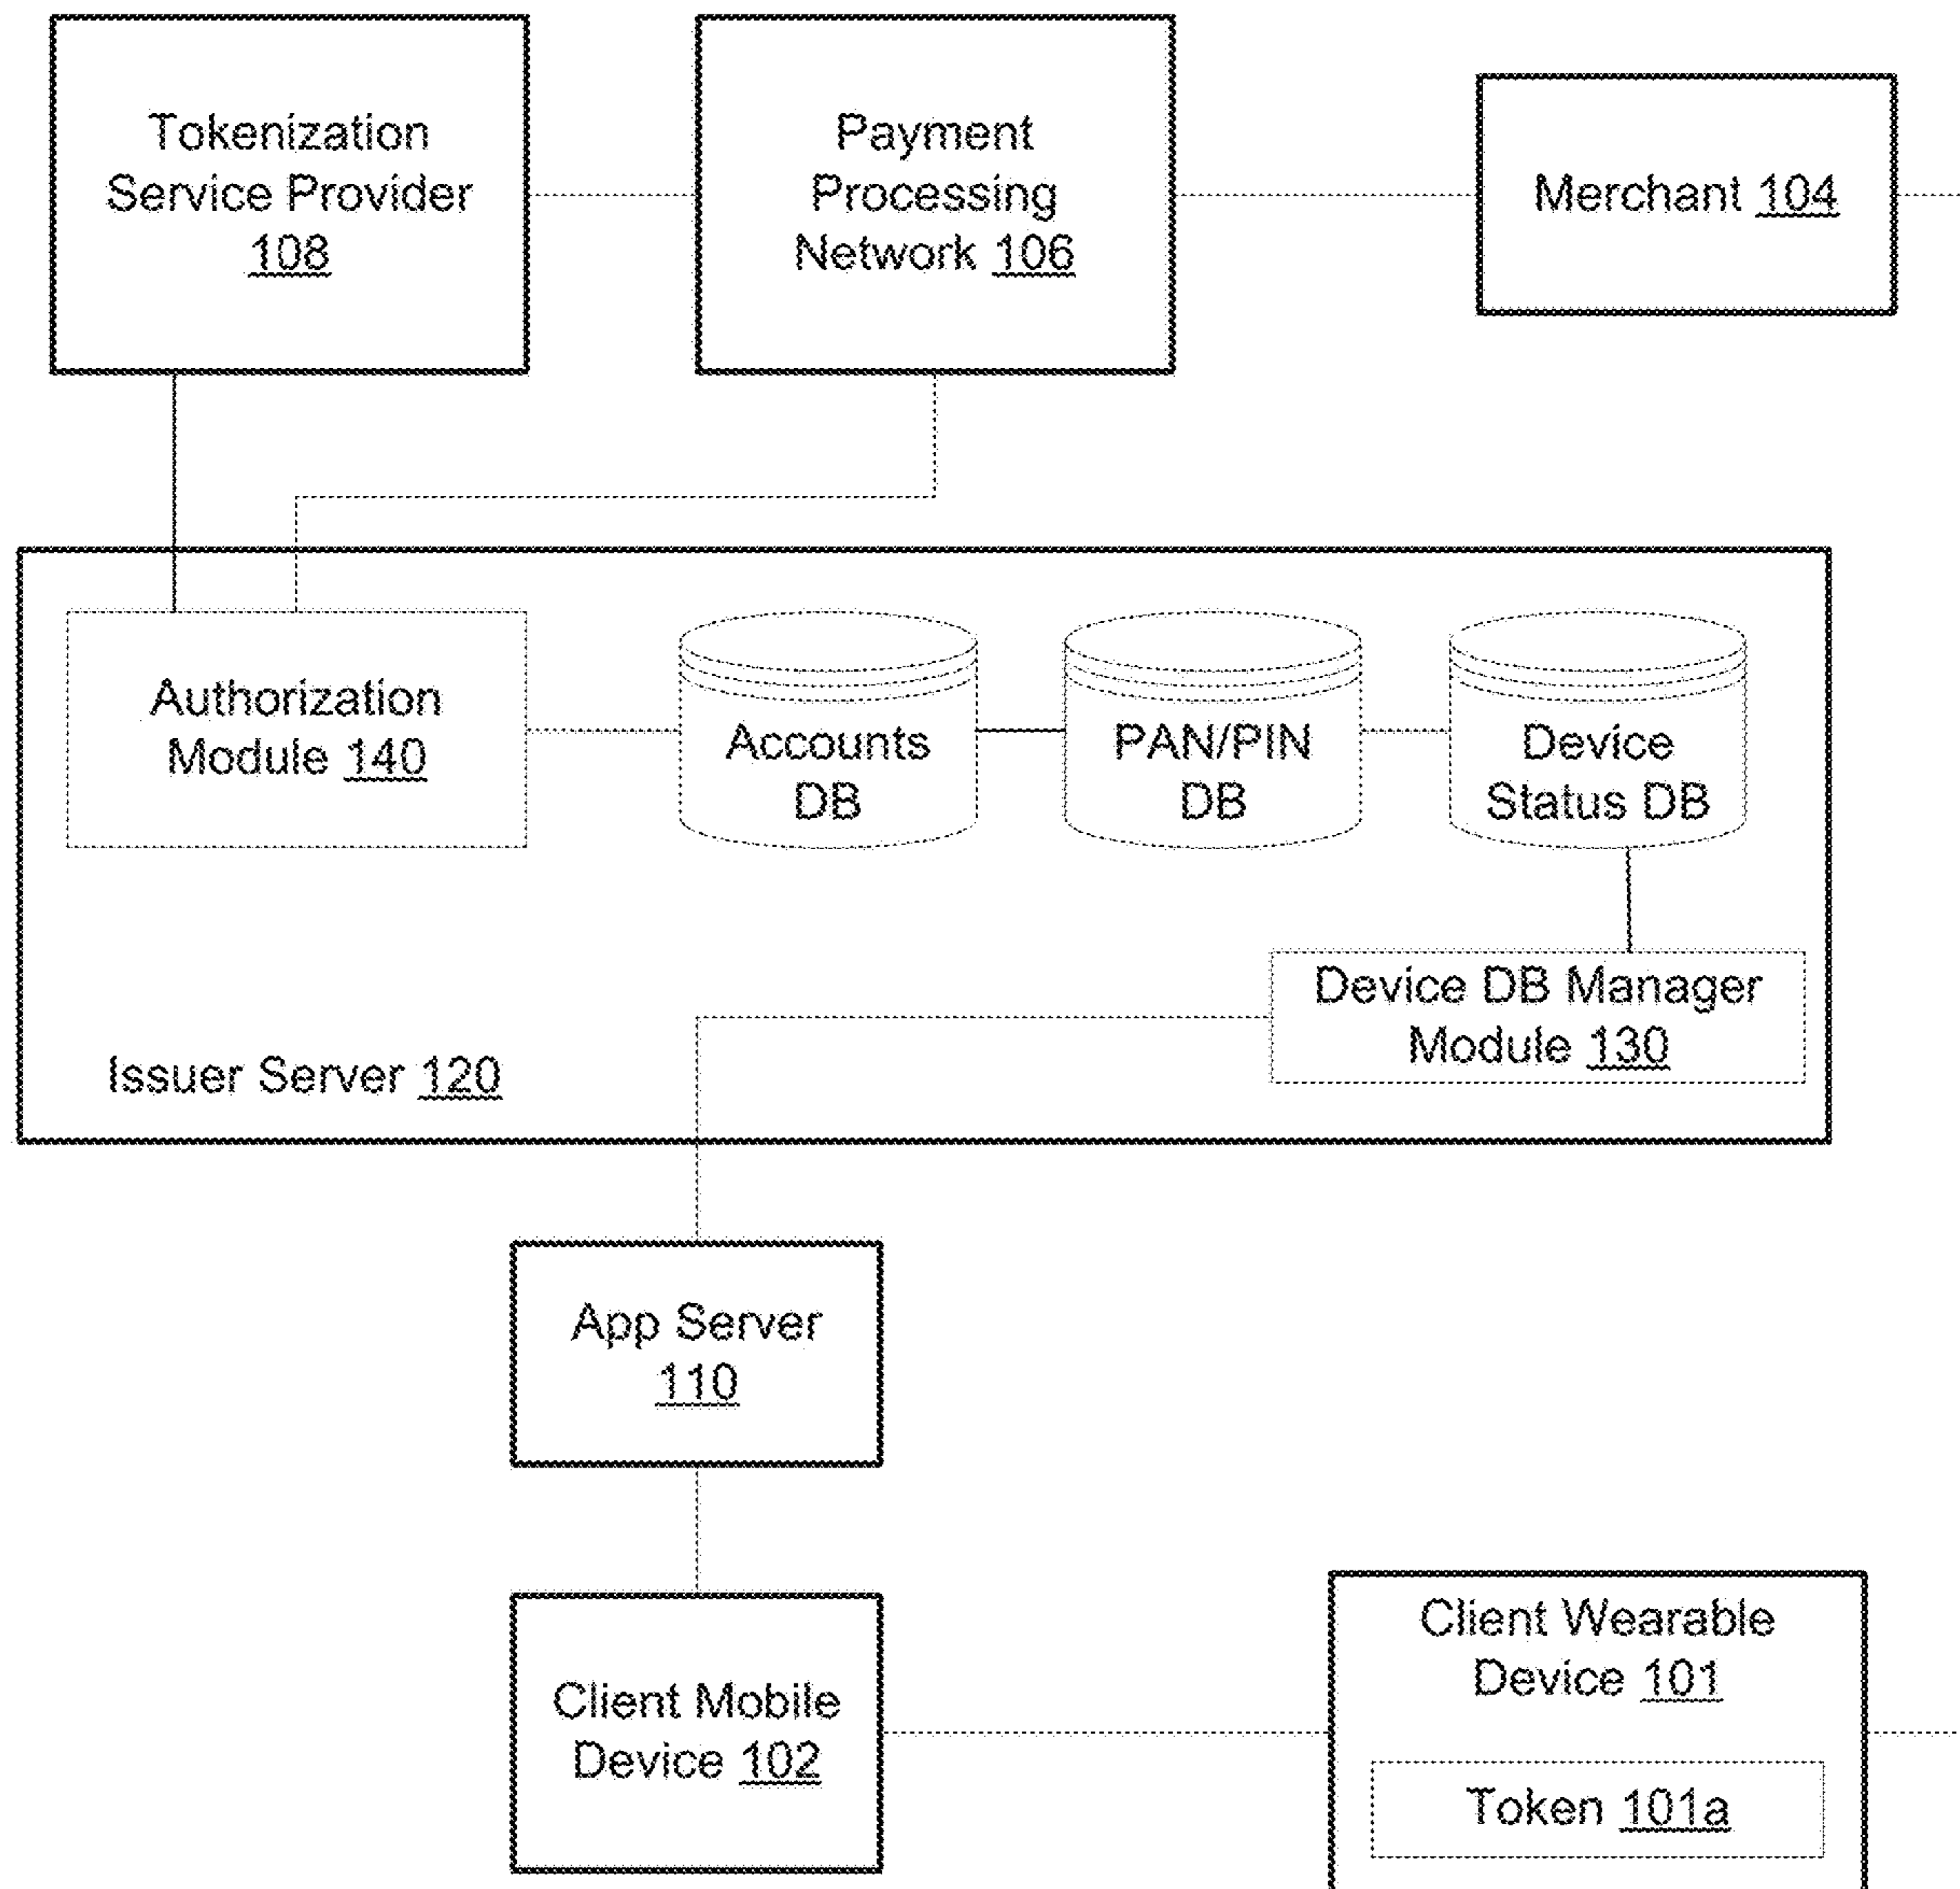 Tokenization
Service Provider
108
Payment
Processing
Network 106
Merchant 104
Authorization
Module 140
Accounts
DB
PAN/PIN
DB
Device
Status DB
Device DB Manager
Module 130
Issuer Server 120
App Server
110
Client Mobile
Device 102
Client Wearable
Device 101
Token 101a